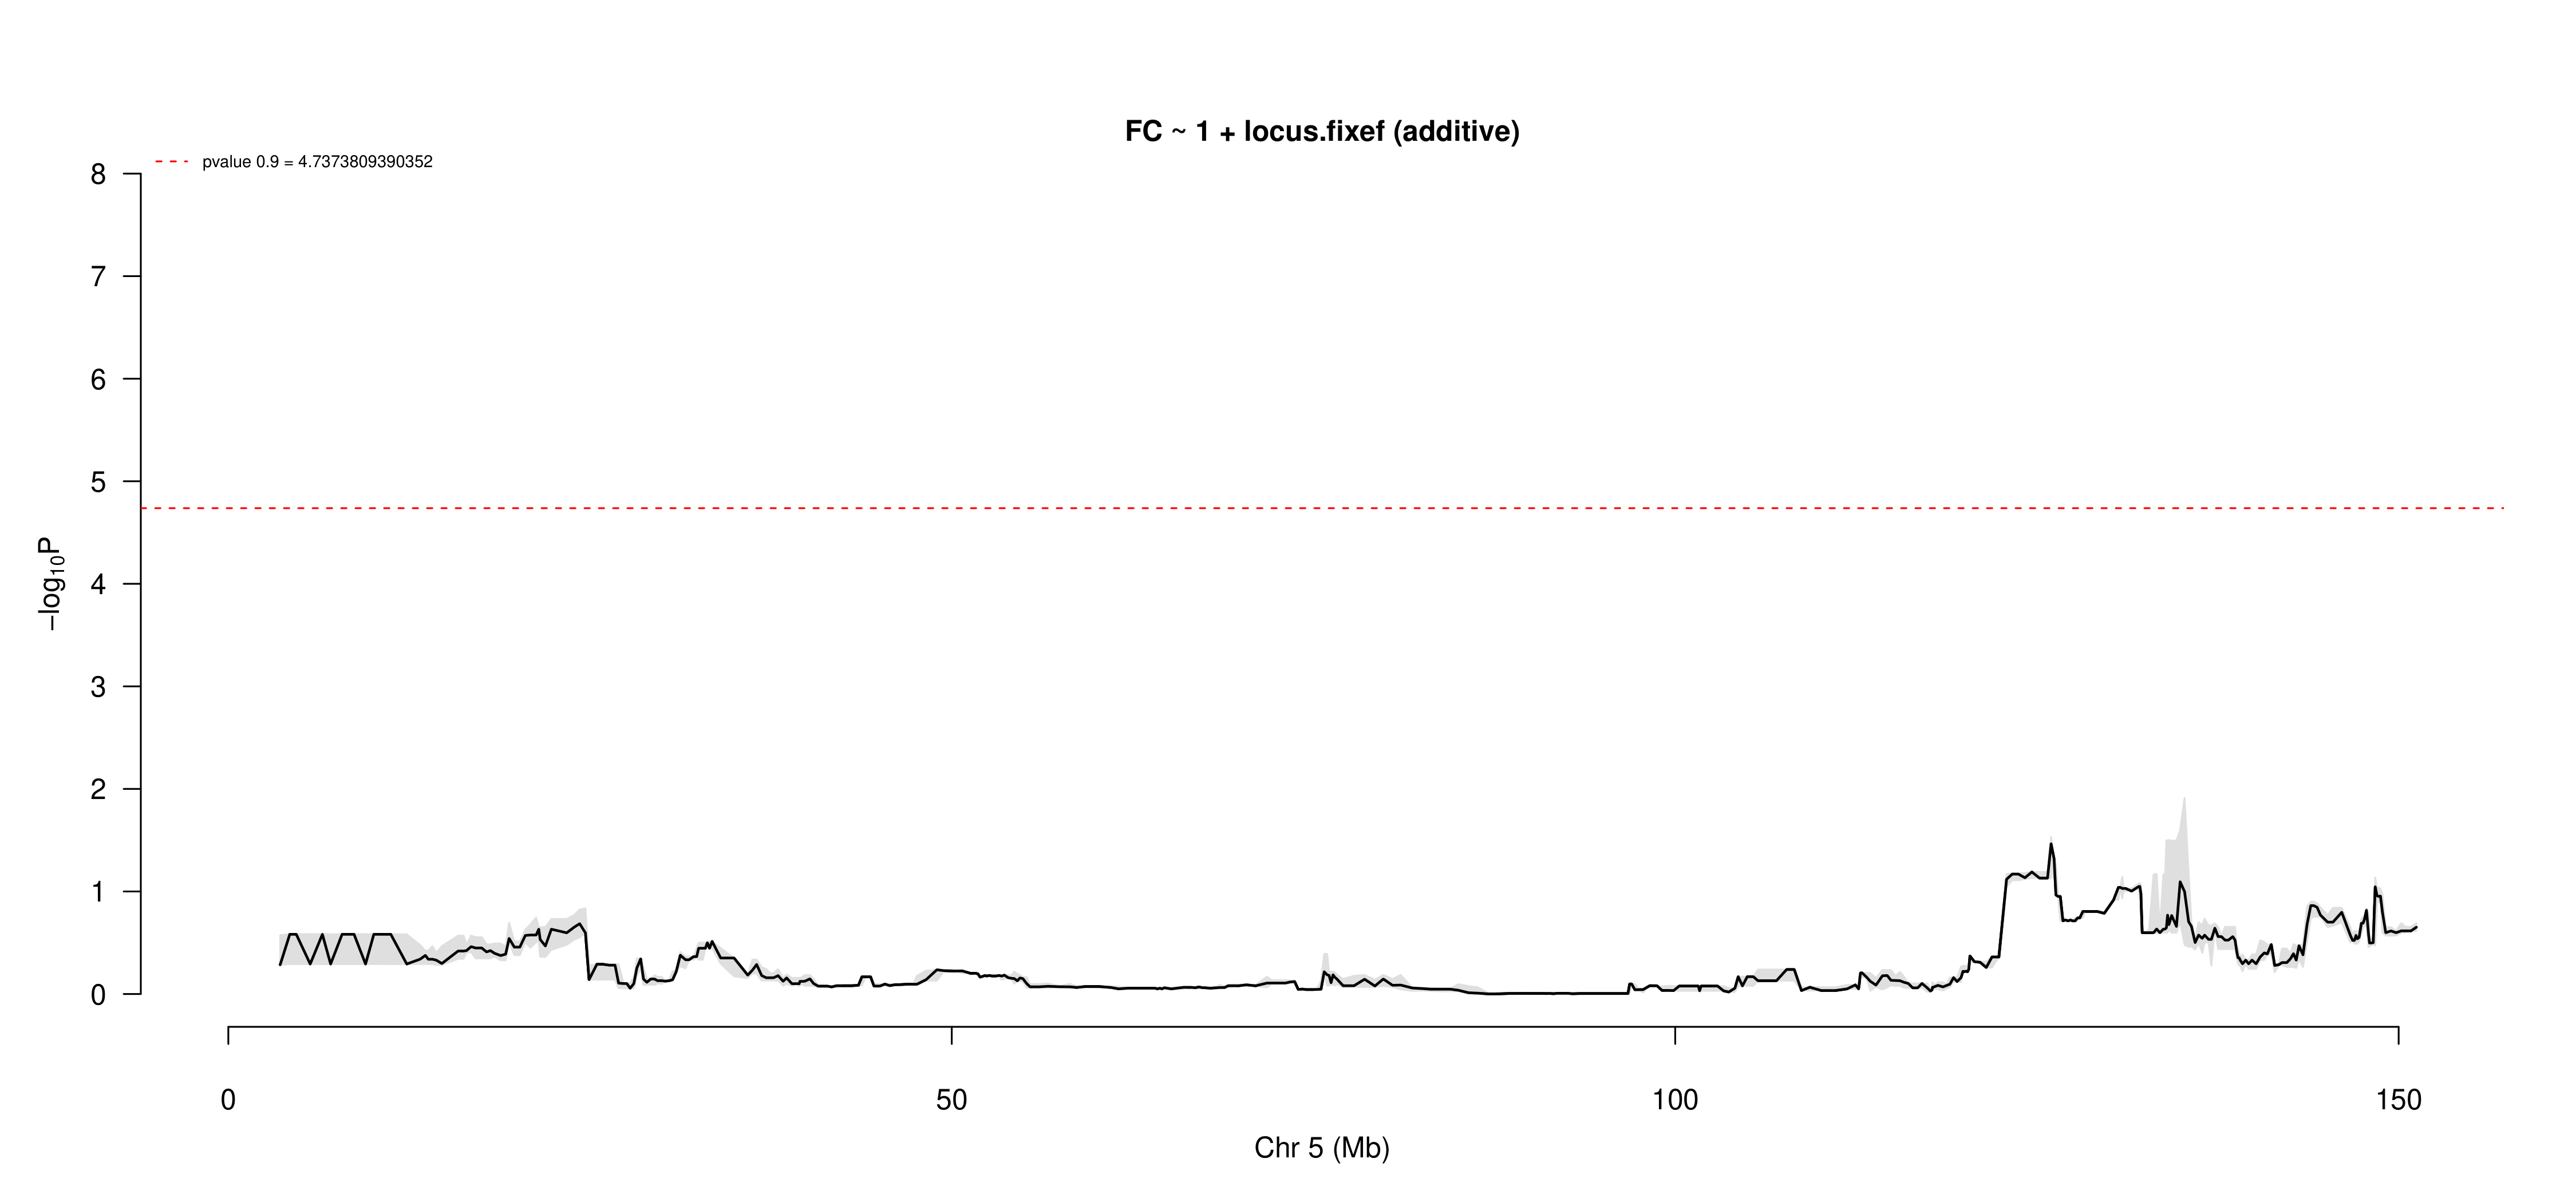 FC ~ 1 + locus.fixef (additive)
pvalue 0.9 = 4.7373809390352
8
7
6
5
4
3
2
1
0
−log10P
0 50 100 150
Chr 5 (Mb)